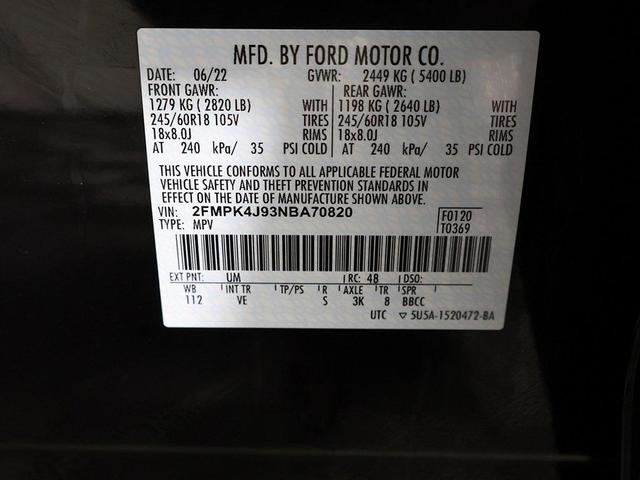 MFD. BY FORD MOTOR CO.
DATE: 06/22 GVWR: 2449 KG ( 5400 LB)
FRONT GAWR: REAR GAWR:
1279 KG ( 2820 LB) WITH 1198 KG ( 2640 LB) WITH
245/60R18 105V TIRES 245/60R18 105V TIRES
18x8.0J RIMS 18x8.0J RIMS
AT 240 kPa/ 35 PSI COLD AT 240 kPa/ 35 PSI COLD
THIS VEHICLE CONFORMS TO ALL APPLICABLE FEDERAL MOTOR
VEHICLE SAFETY AND THEFT PREVENTION STANDARDS IN
EFFECT ON THE DATE OF MANUFACTURE SHOWN ABOVE.
VIN: 2FMPK4J93NBA70820 F0120
TYPE: MPV T0369
EXT PNT: UM RC: 48 DSO:
WB INT TR TP/PS R AXLE TR SPR
112 VE S 3K 8 BBCC
UTC ▽ 5U5A-1520472-BA